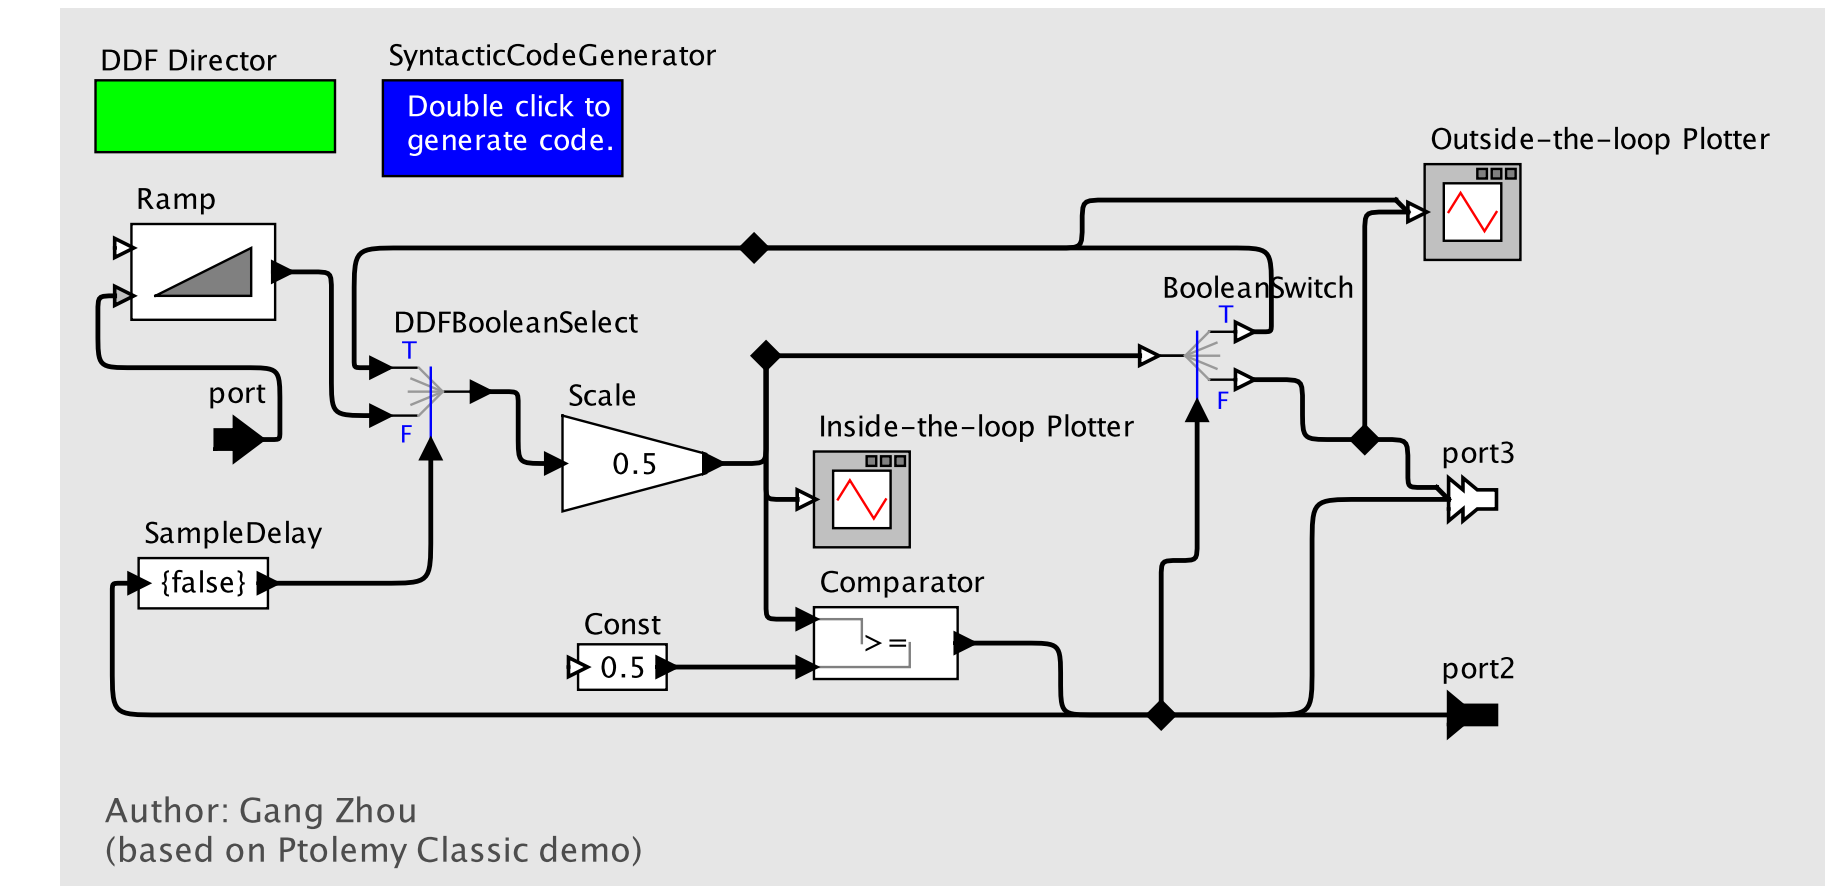 DDF Director
SyntacticCodeGenerator
Double click to
generate code.
Outside-the-loop Plotter
Ramp
BooleanSwitch
T
F
DDFBooleanSelect
T
F
port
Scale
0.5
Inside-the-loop Plotter
port3
SampleDelay
{false}
Comparator
>=
Const
0.5
port2
Author: Gang Zhou
(based on Ptolemy Classic demo)